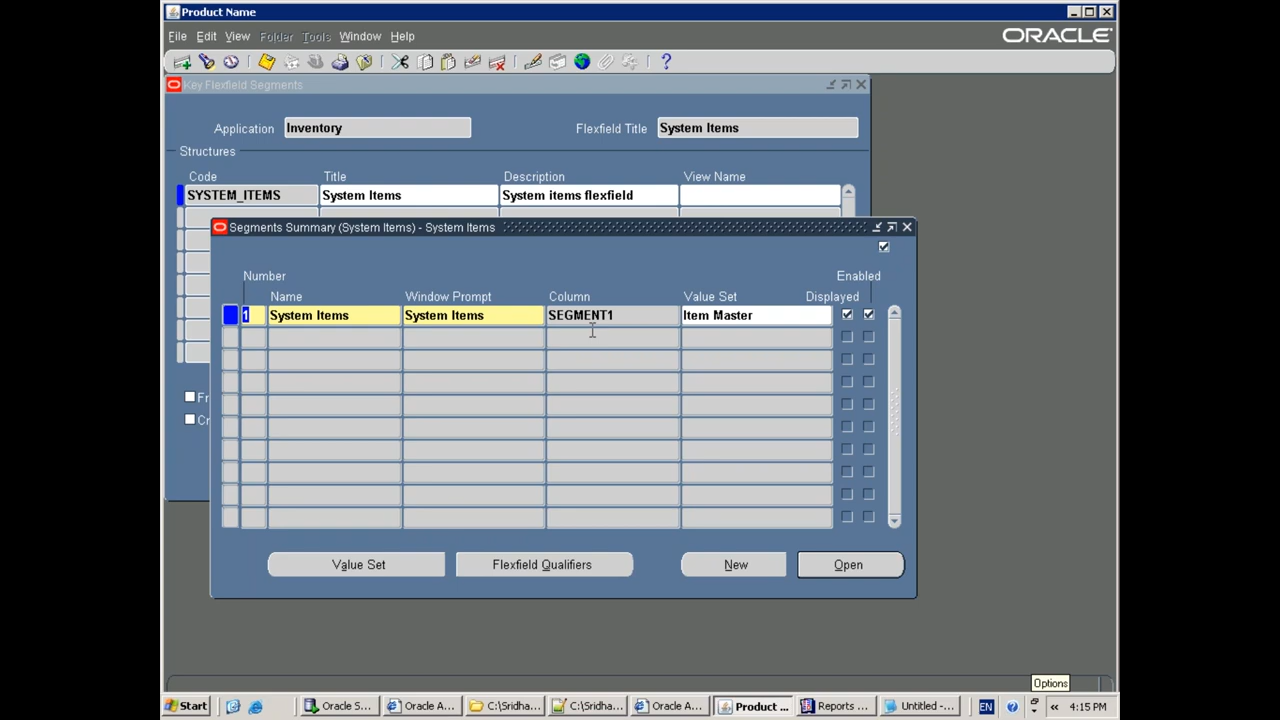 Product Name
File Edit View Folder Tools Window Help
ORACLE
Key Flexfield Segments
Application Inventory Flexfield Title System Items
Structures
Code Title Description View Name
SYSTEM_ITEMS System Items System items flexfield
Segments Summary (System Items) - System Items
Number Enabled
Name Window Prompt Column Value Set Displayed
1 System Items System Items SEGMENT1 Item Master
Fr
Cr
Value Set Flexfield Qualifiers New Open
Options
Start Oracle S... Oracle A... C:\Sridha... C:\Sridha... Oracle A... Product ... Reports ... Untitled -... EN 4:15 PM